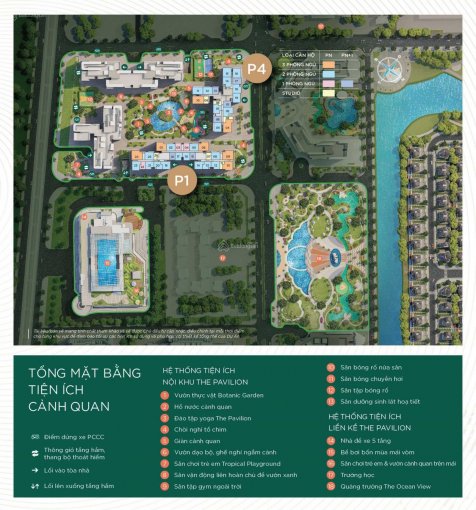 P4
P1
LOẠI CĂN HỘ PN PN+1
3 PHÒNG NGỦ
2 PHÒNG NGỦ
1 PHÒNG NGỦ
STUDIO
TỔNG MẶT BẰNG
TIỆN ÍCH
CẢNH QUAN
Điểm dừng xe PCCC
Thông gió tầng hầm,
thang bộ thoát hiểm
Lối vào tòa nhà
Lối lên xuống tầng hầm
HỆ THỐNG TIỆN ÍCH
NỘI KHU THE PAVILION
1 Vườn thực vật Botanic Garden
2 Hồ nước cảnh quan
3 Đảo tập yoga The Pavilion
4 Chòi nghỉ tổ chim
5 Giàn cảnh quan
6 Vườn dạo bộ, ghế nghỉ ngắm cảnh
7 Sân chơi trẻ em Tropical Playground
8 Sân vận động liên hoàn chủ đề vườn xanh
9 Sân tập gym ngoài trời
10 Sân bóng rổ nửa sân
11 Sân bóng chuyền hơi
12 Sân tập bóng rổ
13 Sân dưỡng sinh lát hoạ tiết
HỆ THỐNG TIỆN ÍCH
LIỀN KỀ THE PAVILION
14 Nhà để xe 5 tầng
15 Bể bơi bốn mùa mái vòm
16 Sân chơi trẻ em & vườn cảnh quan trên mái
17 Trường học
18 Quảng trường The Ocean View